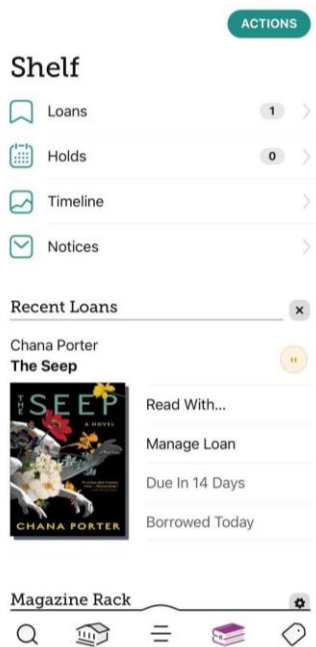 ACTIONS
Shelf
Loans 1
Holds 0
Timeline
Notices
Recent Loans
Chana Porter
The Seep
THE SEEP
A NOVEL
CHANA PORTER
Read With...
Manage Loan
Due In 14 Days
Borrowed Today
Magazine Rack